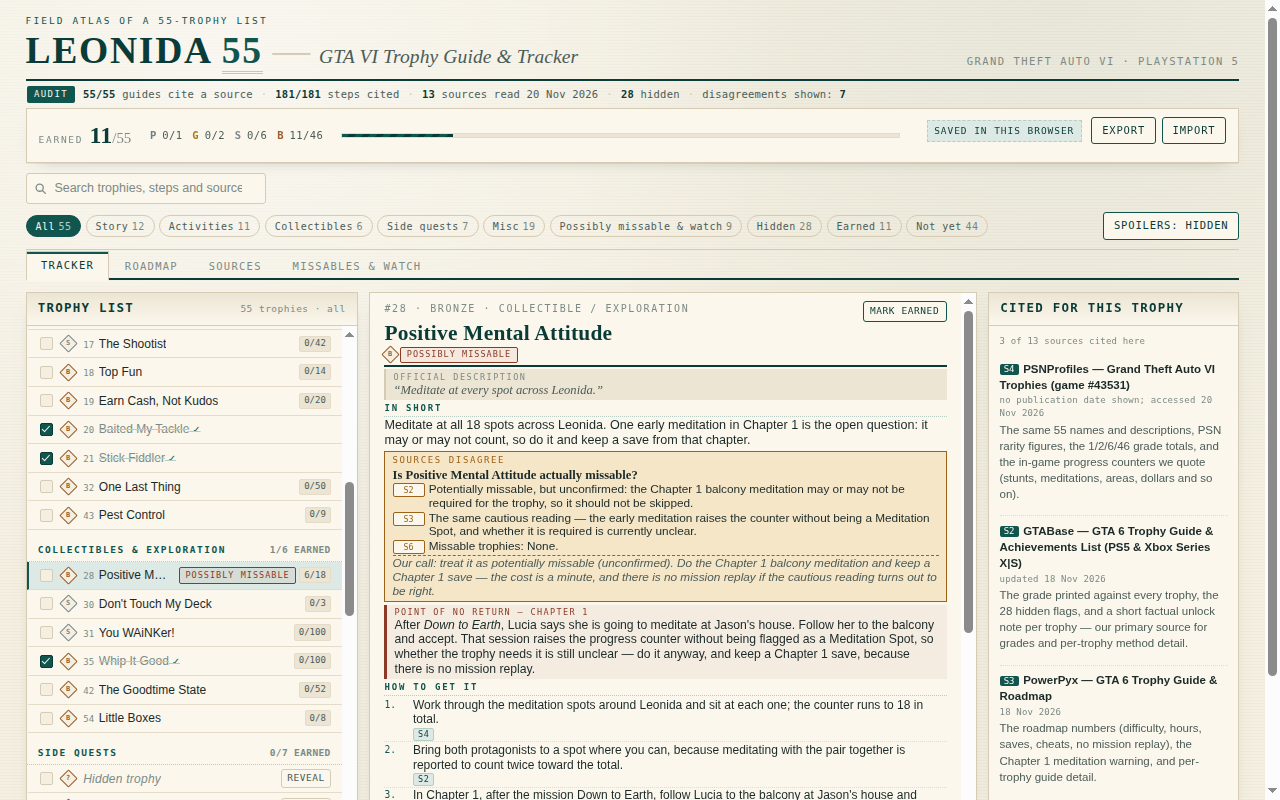 FIELD ATLAS OF A 55-TROPHY LIST
LEONIDA 55 — GTA VI Trophy Guide & Tracker
GRAND THEFT AUTO VI · PLAYSTATION 5
AUDIT 55/55 guides cite a source · 181/181 steps cited · 13 sources read 20 Nov 2026 · 28 hidden · disagreements shown: 7
EARNED 11/55 P 0/1 G 0/2 S 0/6 B 11/46
SAVED IN THIS BROWSER EXPORT IMPORT
Search trophies, steps and source
All 55 Story 12 Activities 11 Collectibles 6 Side quests 7 Misc 19 Possibly missable & watch 9 Hidden 28 Earned 11 Not yet 44
SPOILERS: HIDDEN
TRACKER ROADMAP SOURCES MISSABLES & WATCH
TROPHY LIST 55 trophies · all
S 17 The Shootist 0/42
B 18 Top Fun 0/14
B 19 Earn Cash, Not Kudos 0/20
B 20 Baited My Tackle ✓
B 21 Stick Fiddler ✓
B 32 One Last Thing 0/50
B 43 Pest Control 0/9
COLLECTIBLES & EXPLORATION 1/6 EARNED
B 28 Positive M… POSSIBLY MISSABLE 6/18
S 30 Don't Touch My Deck 0/3
S 31 You WAiNKer! 0/100
B 35 Whip It Good ✓ 0/100
B 42 The Goodtime State 0/52
B 54 Little Boxes 0/8
SIDE QUESTS 0/7 EARNED
? Hidden trophy REVEAL
#28 · BRONZE · COLLECTIBLE / EXPLORATION
MARK EARNED
Positive Mental Attitude
B POSSIBLY MISSABLE
OFFICIAL DESCRIPTION
“Meditate at every spot across Leonida.”
IN SHORT
Meditate at all 18 spots across Leonida. One early meditation in Chapter 1 is the open question: it
may or may not count, so do it and keep a save from that chapter.
SOURCES DISAGREE
Is Positive Mental Attitude actually missable?
S2 Potentially missable, but unconfirmed: the Chapter 1 balcony meditation may or may not be
required for the trophy, so it should not be skipped.
S3 The same cautious reading — the early meditation raises the counter without being a Meditation
Spot, and whether it is required is currently unclear.
S6 Missable trophies: None.
Our call: treat it as potentially missable (unconfirmed). Do the Chapter 1 balcony meditation and keep a
Chapter 1 save — the cost is a minute, and there is no mission replay if the cautious reading turns out to
be right.
POINT OF NO RETURN — CHAPTER 1
After Down to Earth, Lucia says she is going to meditate at Jason's house. Follow her to the balcony
and accept. That session raises the progress counter without being flagged as a Meditation Spot, so
whether the trophy needs it is still unclear — do it anyway, and keep a Chapter 1 save, because
there is no mission replay.
HOW TO GET IT
1. Work through the meditation spots around Leonida and sit at each one; the counter runs to 18 in
total.
S4
2. Bring both protagonists to a spot where you can, because meditating with the pair together is
reported to count twice toward the total.
S2
3. In Chapter 1, after the mission Down to Earth, follow Lucia to the balcony at Jason's house and
CITED FOR THIS TROPHY
3 of 13 sources cited here
S4 PSNProfiles — Grand Theft Auto VI
Trophies (game #43531)
no publication date shown; accessed 20
Nov 2026
The same 55 names and descriptions, PSN
rarity figures, the 1/2/6/46 grade totals, and
the in-game progress counters we quote
(stunts, meditations, areas, dollars and so
on).
S2 GTABase — GTA 6 Trophy Guide &
Achievements List (PS5 & Xbox Series
X|S)
updated 18 Nov 2026
The grade printed against every trophy, the
28 hidden flags, and a short factual unlock
note per trophy — our primary source for
grades and per-trophy method detail.
S3 PowerPyx — GTA 6 Trophy Guide &
Roadmap
18 Nov 2026
The roadmap numbers (difficulty, hours,
saves, cheats, no mission replay), the
Chapter 1 meditation warning, and per-
trophy guide detail.